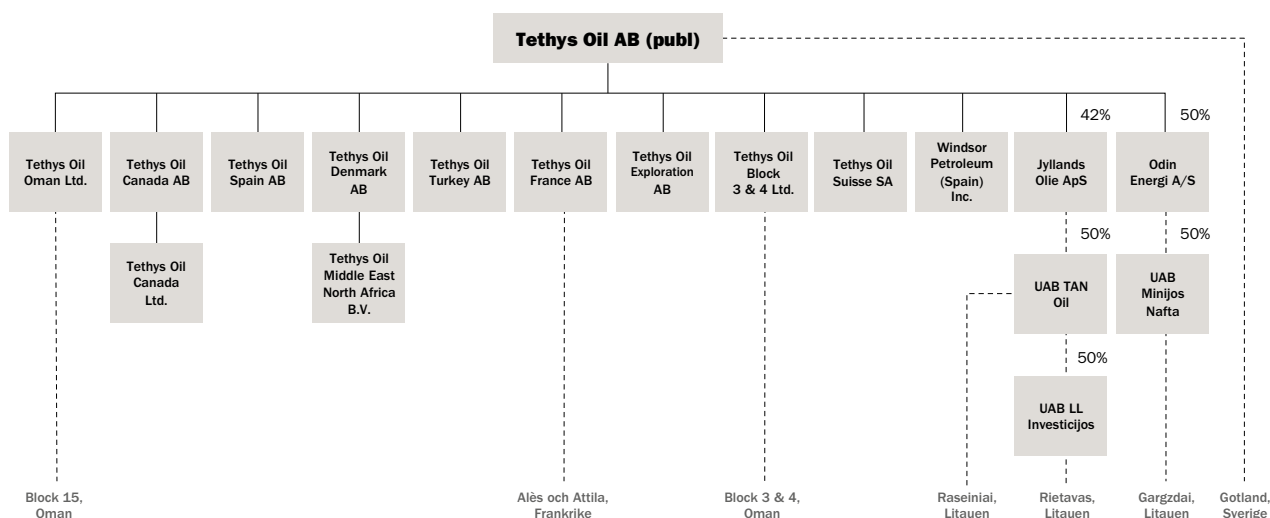 Tethys Oil AB (publ)
42%
50%
Tethys Oil
Oman Ltd.
Tethys Oil
Canada AB
Tethys Oil
Spain AB
Tethys Oil
Denmark
AB
Tethys Oil
Turkey AB
Tethys Oil
France AB
Tethys Oil
Exploration
AB
Tethys Oil
Block
3 & 4 Ltd.
Tethys Oil
Suisse SA
Windsor
Petroleum
(Spain)
Inc.
Jyllands
Olie ApS
Odin
Energi A/S
50%
50%
Tethys Oil
Canada
Ltd.
Tethys Oil
Middle East
North Africa
B.V.
UAB TAN
Oil
UAB
Minijos
Nafta
50%
UAB LL
Investicijos
Block 15,
Oman
Alès och Attila,
Frankrike
Block 3 & 4,
Oman
Raseiniai,
Litauen
Rietavas,
Litauen
Gargzdai,
Litauen
Gotland,
Sverige